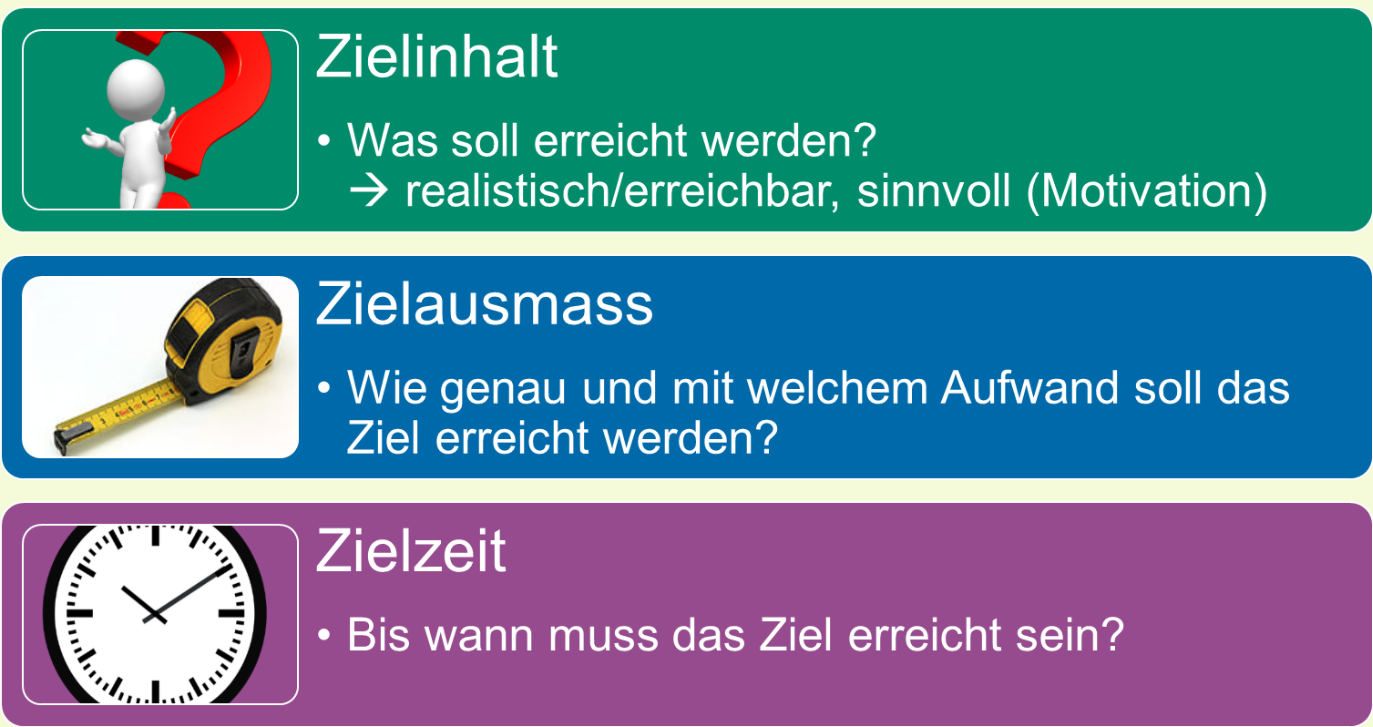 Zielinhalt
• Was soll erreicht werden?
→ realistisch/erreichbar, sinnvoll (Motivation)
Zielausmass
• Wie genau und mit welchem Aufwand soll das
Ziel erreicht werden?
Zielzeit
• Bis wann muss das Ziel erreicht sein?